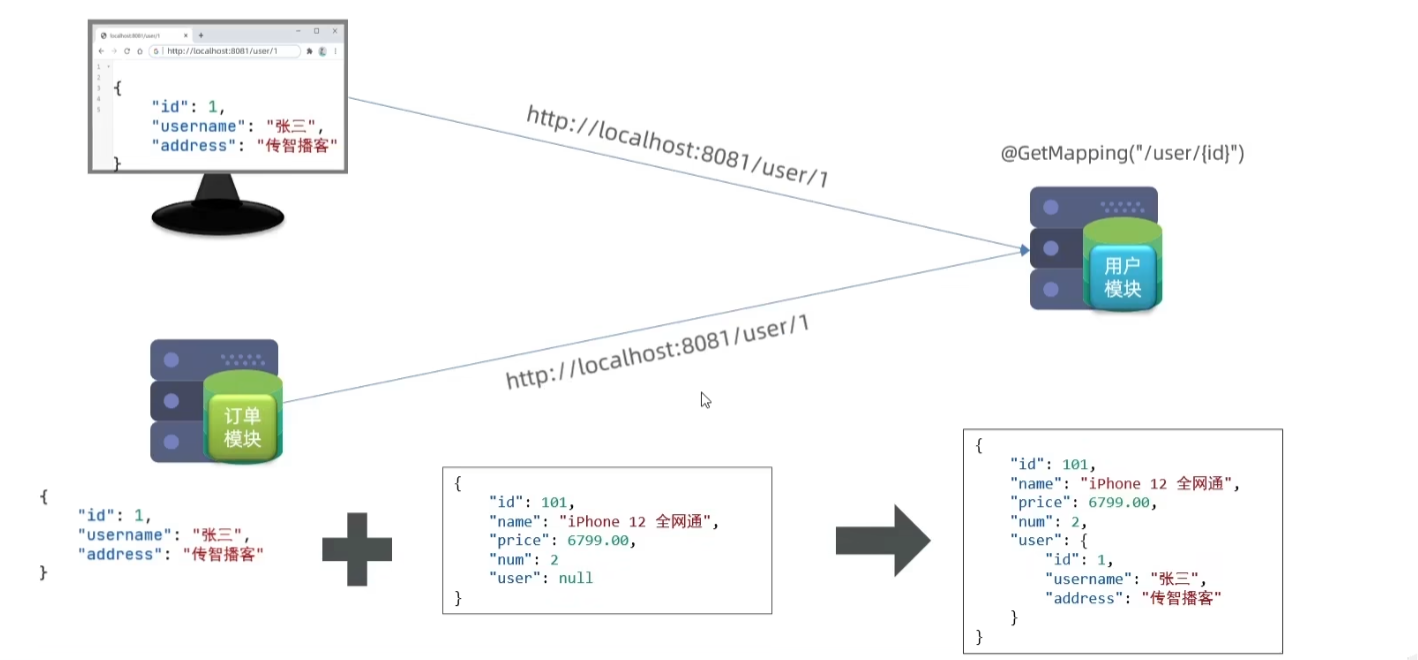 localhost:8081/user/1
http://localhost:8081/user/1
1
2
3
4
5
{
"id": 1,
"username": "张三",
"address": "传智播客"
}
http://localhost:8081/user/1
@GetMapping("/user/{id}")
用户
模块
http://localhost:8081/user/1
订单
模块
{
"id": 1,
"username": "张三",
"address": "传智播客"
}
{
"id": 101,
"name": "iPhone 12 全网通",
"price": 6799.00,
"num": 2
"user": null
}
{
"id": 101,
"name": "iPhone 12 全网通",
"price": 6799.00,
"num": 2,
"user": {
"id": 1,
"username": "张三",
"address": "传智播客"
}
}